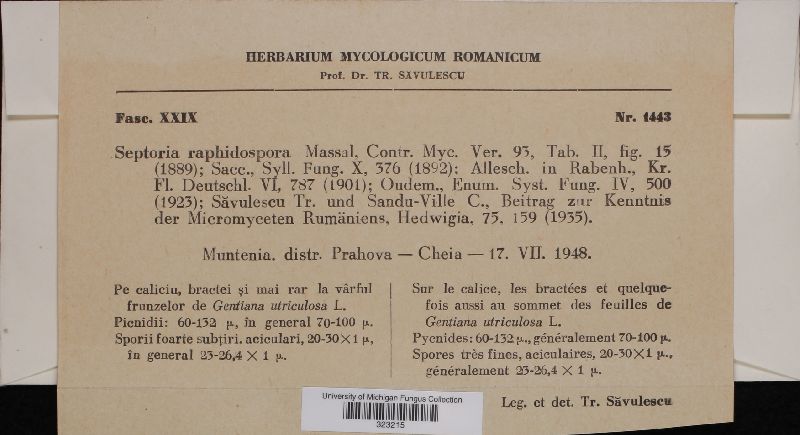 HERBARIUM MYCOLOGICUM ROMANICUM
Prof. Dr. TR. SĂVULESCU
Fasc. XXIX
Nr. 1443
Septoria raphidospora Massal, Contr. Myc. Ver. 93, Tab. II, fig. 15
(1889); Sacc., Syll. Fung. X, 376 (1892); Allesch. in Rabenh., Kr.
Fl. Deutschl. VI, 787 (1901); Oudem., Enum. Syst. Fung. IV, 500
(1923); Săvulescu Tr. und Sandu-Ville C., Beitrag zur Kenntnis
der Micromyceten Rumäniens, Hedwigia, 75, 159 (1935).
Muntenia. distr. Prahova — Cheia — 17. VII. 1948.
Pe caliciu, bractei și mai rar la vârful
frunzelor de Gentiana utriculosa L.
Picnidii: 60-132 µ, în general 70-100 µ.
Sporii foarte subțiri. aciculari, 20-30×1 µ,
în general 23-26,4 × 1 µ.
Sur le calice, les bractées et quelque-
fois aussi au sommet des feuilles de
Gentiana utriculosa L.
Pycnides: 60-132 µ., généralement 70-100 µ.
Spores très fines, aciculaires, 20-30×1 µ.,
généralement 23-26,4 × 1 µ.
Leg. et det. Tr. Săvulescu
University of Michigan Fungus Collection
323215